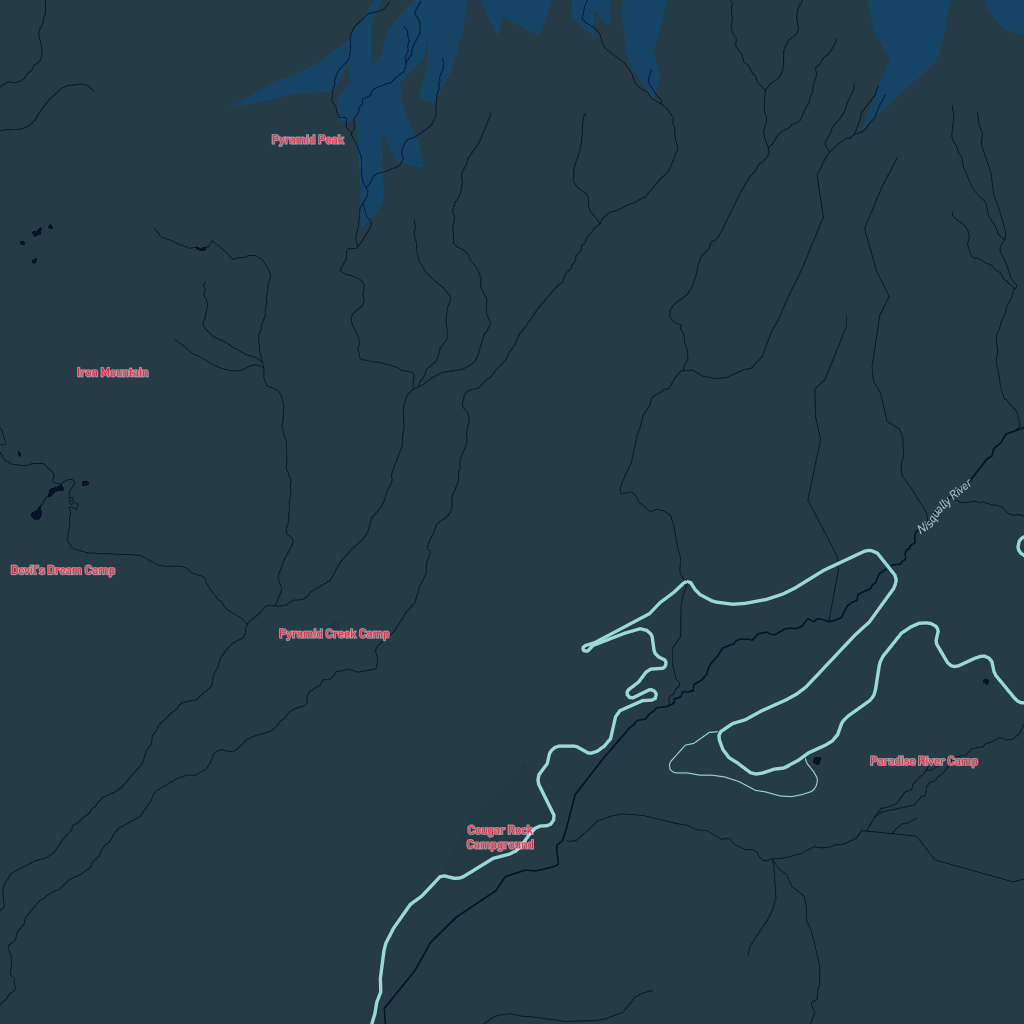 Pyramid Peak
Iron Mountain
Nisqually River
Devil's Dream Camp
Pyramid Creek Camp
Paradise River Camp
Cougar Rock
Campground